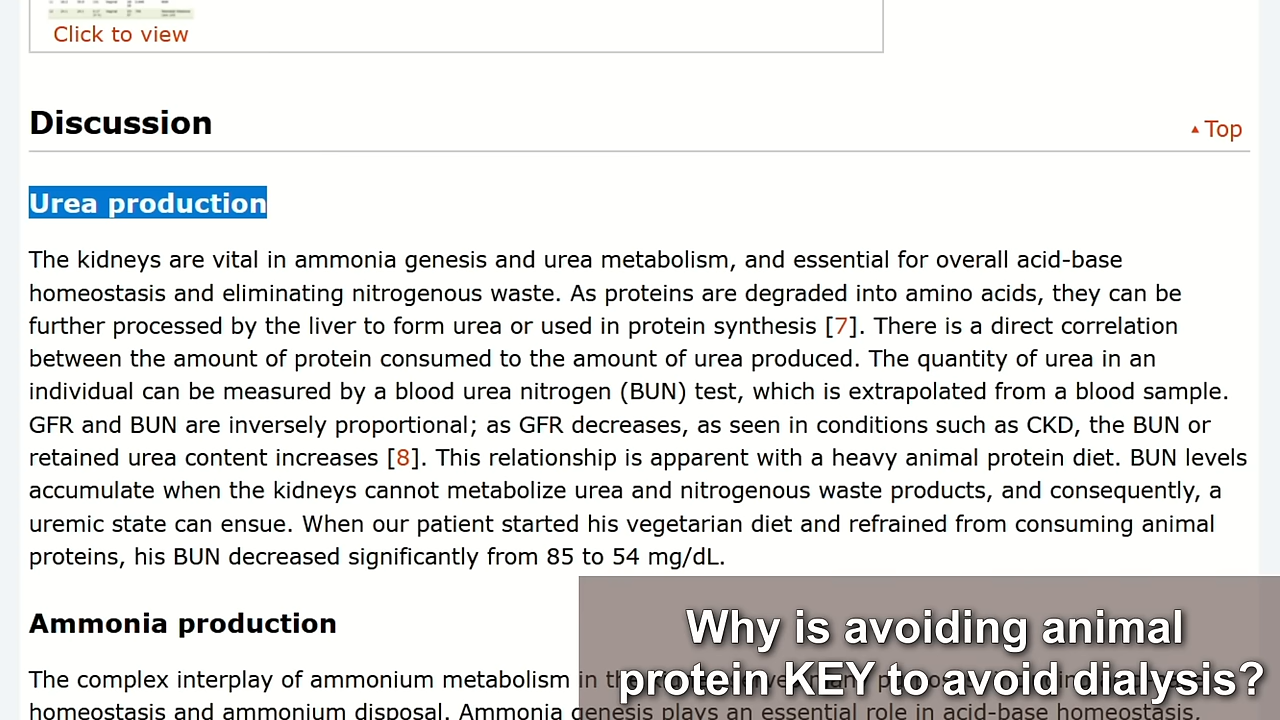 Click to view
Discussion
▲ Top
Urea production
The kidneys are vital in ammonia genesis and urea metabolism, and essential for overall acid-base
homeostasis and eliminating nitrogenous waste. As proteins are degraded into amino acids, they can be
further processed by the liver to form urea or used in protein synthesis [7]. There is a direct correlation
between the amount of protein consumed to the amount of urea produced. The quantity of urea in an
individual can be measured by a blood urea nitrogen (BUN) test, which is extrapolated from a blood sample.
GFR and BUN are inversely proportional; as GFR decreases, as seen in conditions such as CKD, the BUN or
retained urea content increases [8]. This relationship is apparent with a heavy animal protein diet. BUN levels
accumulate when the kidneys cannot metabolize urea and nitrogenous waste products, and consequently, a
uremic state can ensue. When our patient started his vegetarian diet and refrained from consuming animal
proteins, his BUN decreased significantly from 85 to 54 mg/dL.
Ammonia production
The complex interplay of ammonium metabolism in
homeostasis and ammonium disposal. Ammonia genesis plays an essential role in acid-base homeostasis,
Why is avoiding animal
protein KEY to avoid dialysis?